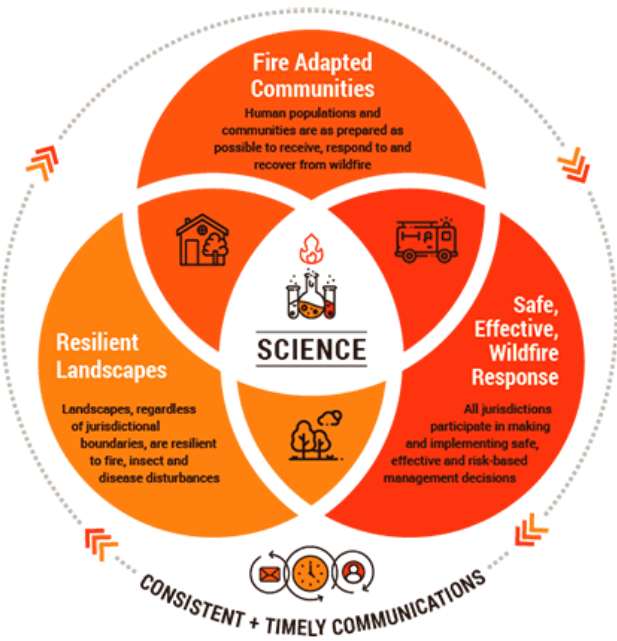 Fire Adapted
Communities
Human populations and
communities are as prepared as
possible to receive, respond to and
recover from wildfire
SCIENCE
Resilient
Landscapes
Landscapes, regardless
of jurisdictional
boundaries, are resilient
to fire, insect and
disease disturbances
Safe,
Effective,
Wildfire
Response
All jurisdictions
participate in making
and implementing safe,
effective and risk-based
management decisions
CONSISTENT + TIMELY COMMUNICATIONS